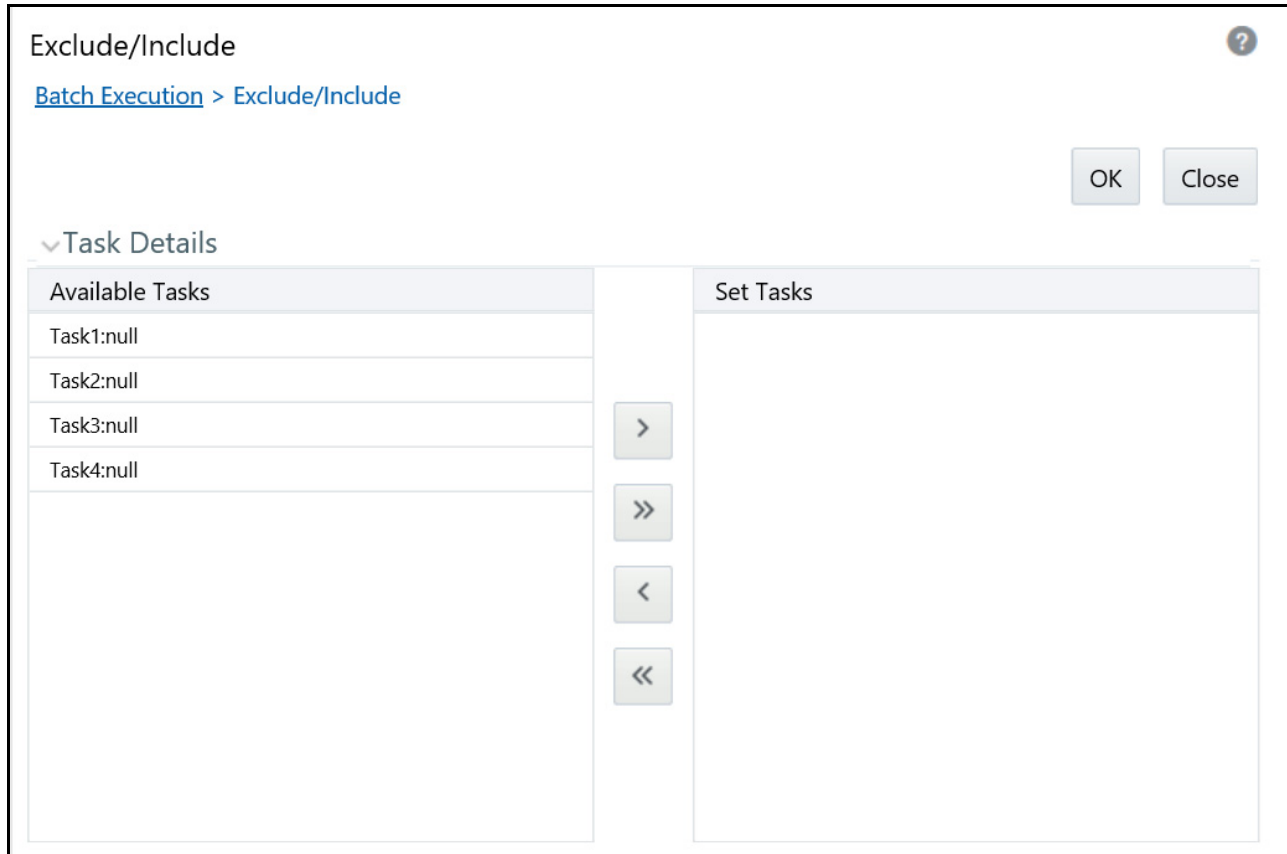 Exclude/Include
Batch Execution > Exclude/Include
OK Close
Task Details
Available Tasks Set Tasks
Task1:null
Task2:null
Task3:null
Task4:null
>
»
<
«